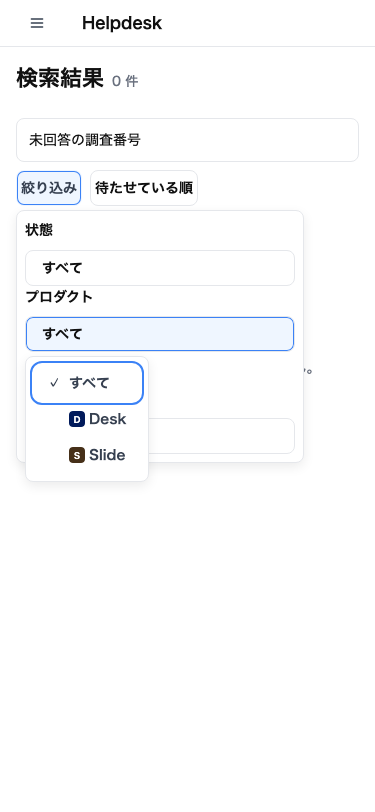 Helpdesk
検索結果 0 件
未回答の調査番号
絞り込み 待たせている順
状態
すべて
プロダクト
すべて
✓ すべて
D Desk
S Slide